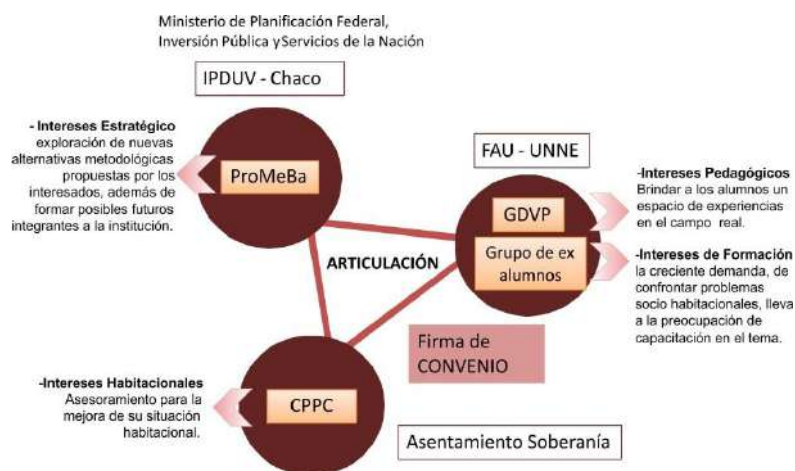 Ministerio de Planificación Federal,
Inversión Pública y Servicios de la Nación
IPDUV - Chaco
- Intereses Estratégico
exploración de nuevas
alternativas metodológicas
propuestas por los
interesados, además de
formar posibles futuros
integrantes a la institución.
ProMeBa
FAU - UNNE
GDVP
Grupo de ex
alumnos
-Intereses Pedagógicos
Brindar a los alumnos un
espacio de experiencias
en el campo real.
-Intereses de Formación
la creciente demanda, de
confrontar problemas
socio habitacionales, lleva
a la preocupación de
capacitación en el tema.
ARTICULACIÓN
Firma de
CONVENIO
-Intereses Habitacionales
Asesoramiento para la
mejora de su situación
habitacional.
CPPC
Asentamiento Soberanía